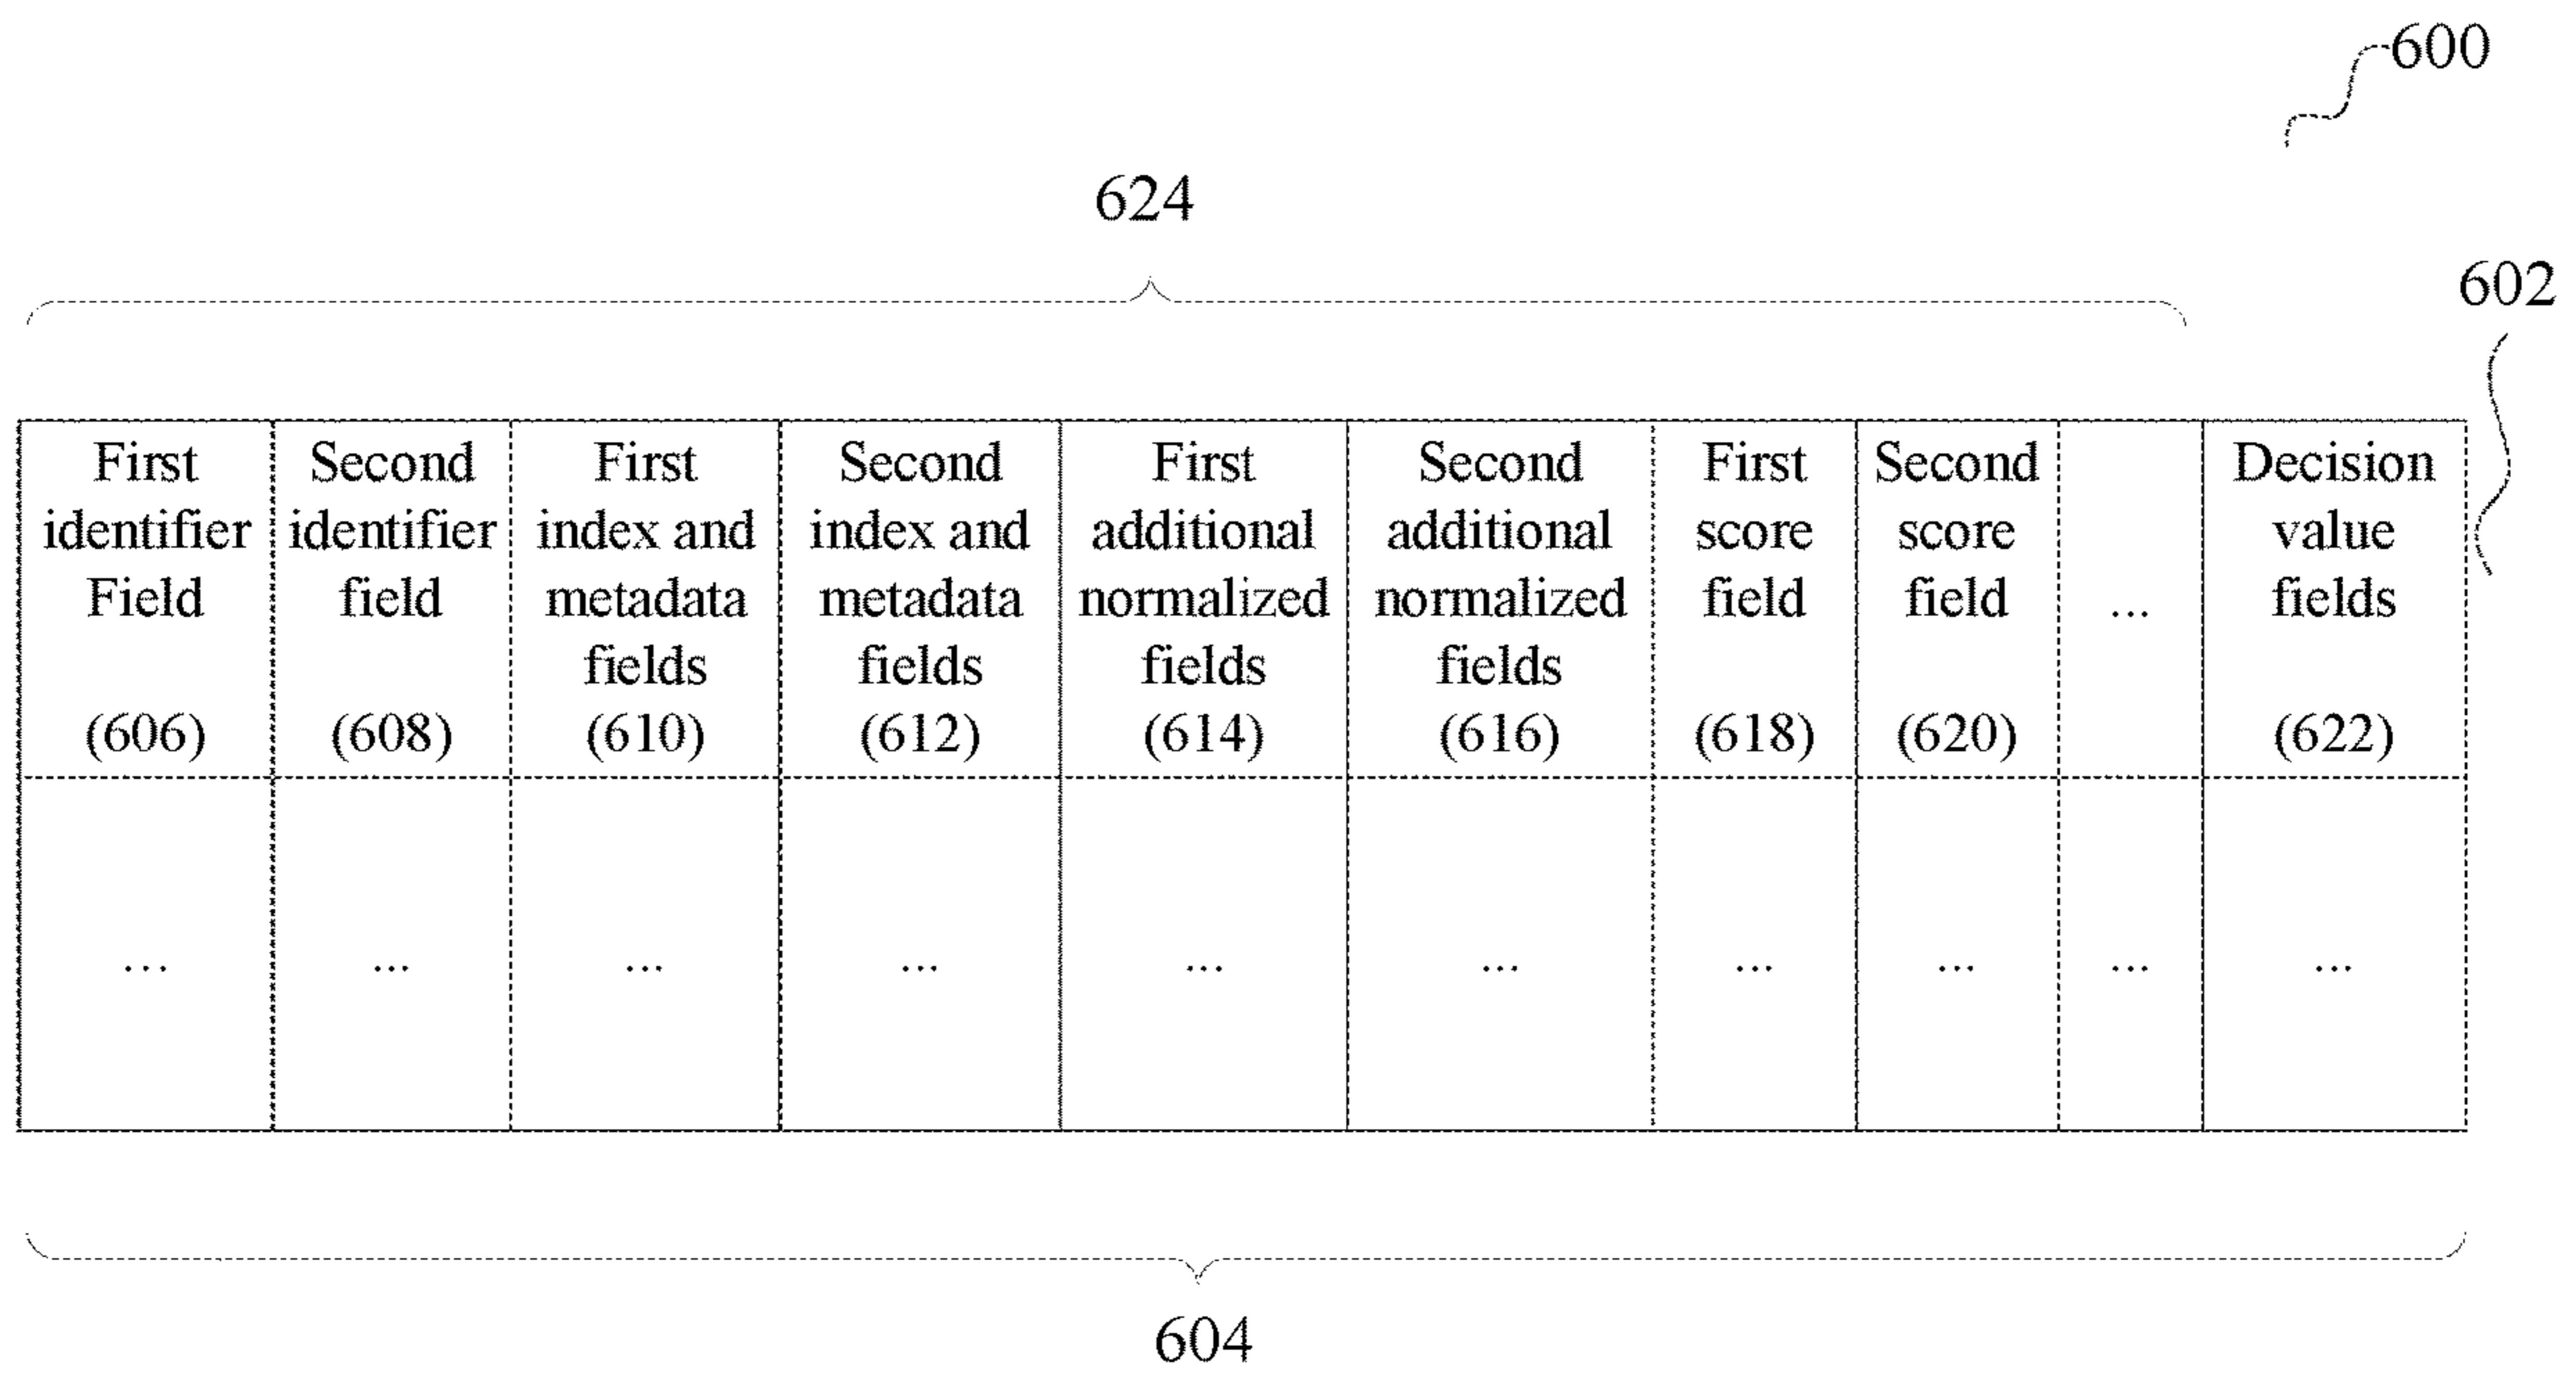 600
624
602
First
identifier
Field
(606)
Second
identifier
field
(608)
First
index and
metadata
fields
(610)
Second
index and
metadata
fields
(612)
First
additional
normalized
fields
(614)
Second
additional
normalized
fields
(616)
First
score
field
(618)
Second
score
field
(620)
...
Decision
value
fields
(622)
...
...
...
...
...
...
...
...
...
...
604